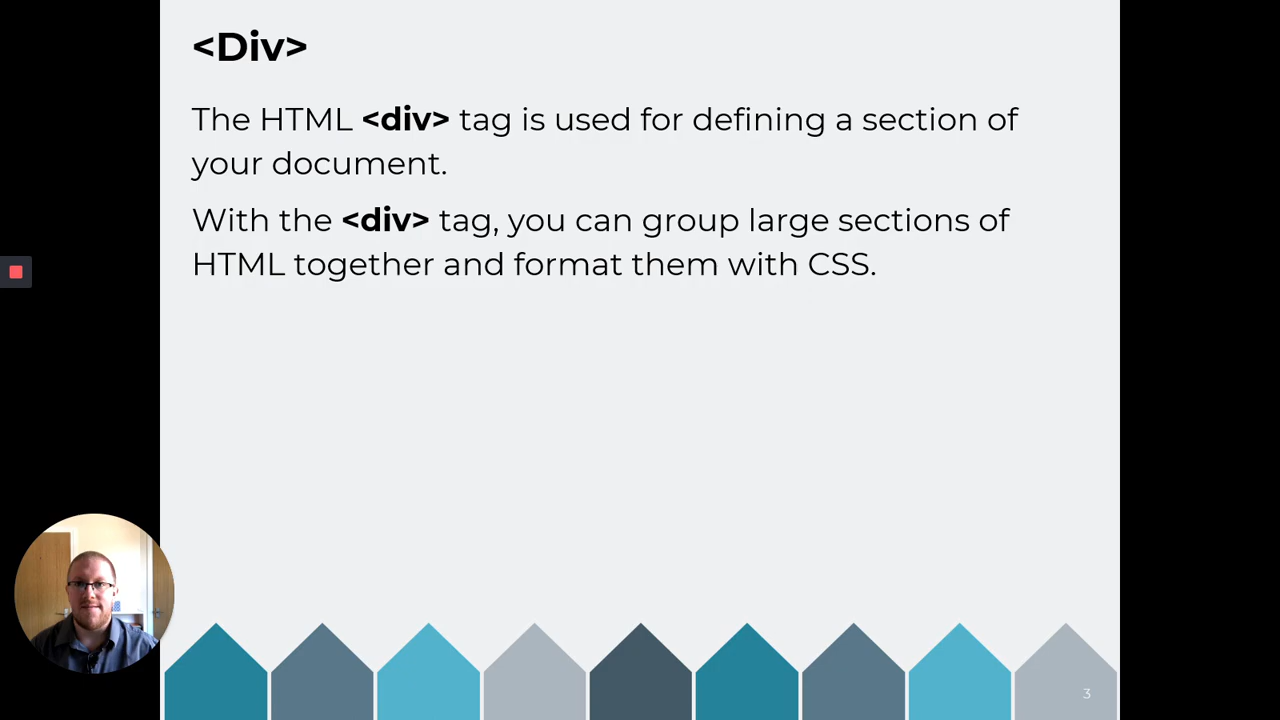 <Div>
The HTML <div> tag is used for defining a section of
your document.
With the <div> tag, you can group large sections of
HTML together and format them with CSS.
3